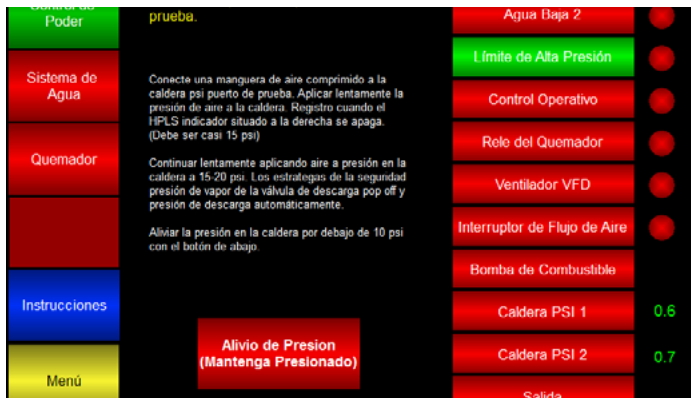 Poder
Sistema de
Agua
Quemador
Instrucciones
Menú
prueba.
Conecte una manguera de aire comprimido a la
caldera psi puerto de prueba. Aplicar lentamente la
presión de aire a la caldera. Registro cuando el
HPLS indicador situado a la derecha se apaga.
(Debe ser casi 15 psi)
Continuar lentamente aplicando aire a presión en la
caldera a 15-20 psi. Los estrategas de la seguridad
presión de vapor de la válvula de descarga pop off y
presión de descarga automáticamente.
Aliviar la presión en la caldera por debajo de 10 psi
con el botón de abajo.
Alivio de Presion
(Mantenga Presionado)
Agua Baja 2
Límite de Alta Presión
Control Operativo
Rele del Quemador
Ventilador VFD
Interruptor de Flujo de Aire
Bomba de Combustible
Caldera PSI 1 0.6
Caldera PSI 2 0.7
Salida